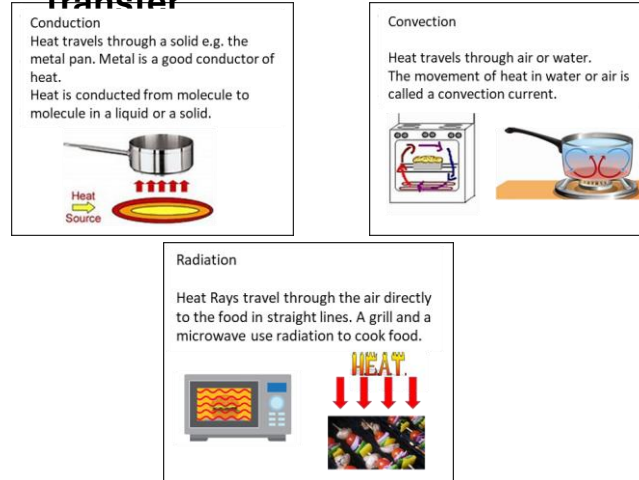 Transfer
Conduction
Heat travels through a solid e.g. the
metal pan. Metal is a good conductor of
heat.
Heat is conducted from molecule to
molecule in a liquid or a solid.
Heat
Source
Convection
Heat travels through air or water.
The movement of heat in water or air is
called a convection current.
Radiation
Heat Rays travel through the air directly
to the food in straight lines. A grill and a
microwave use radiation to cook food.
HEAT